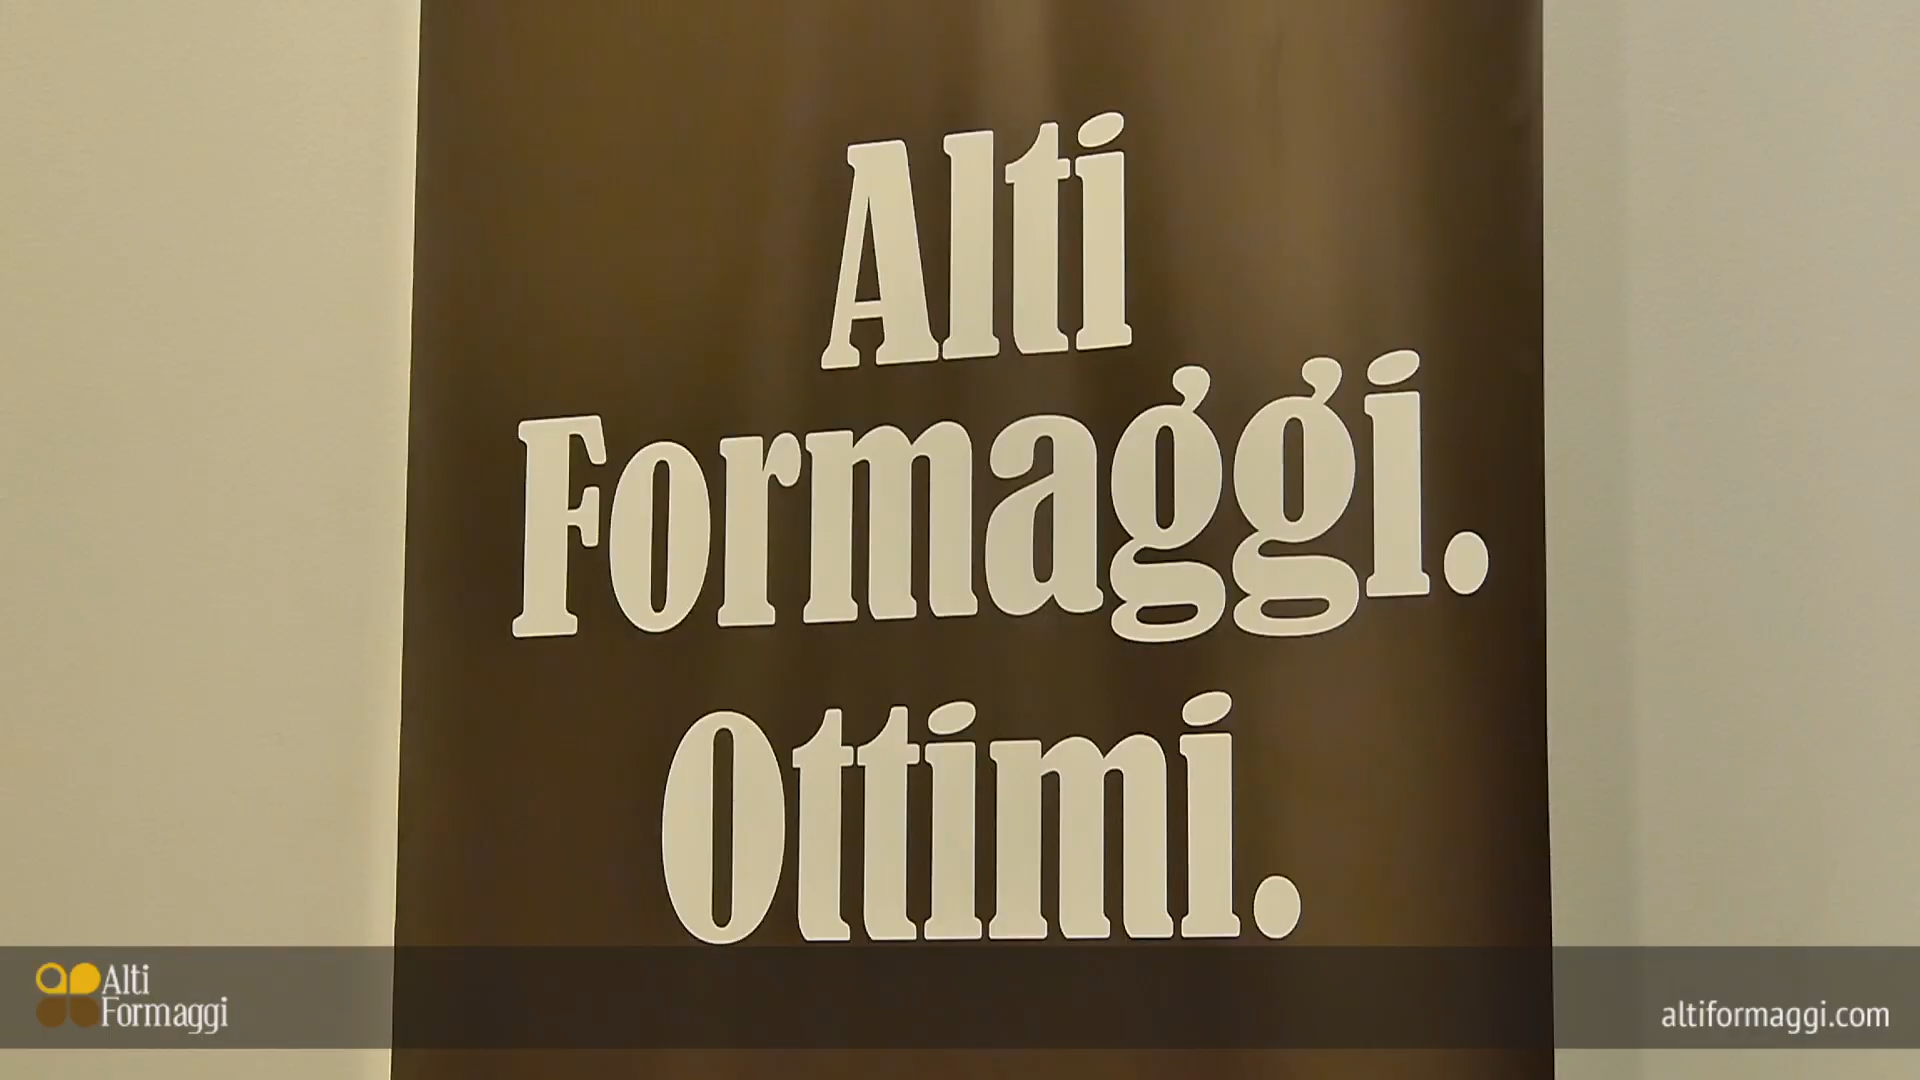 Alti
Formaggi.
Ottimi.
Alti
Formaggi
altiformaggi.com